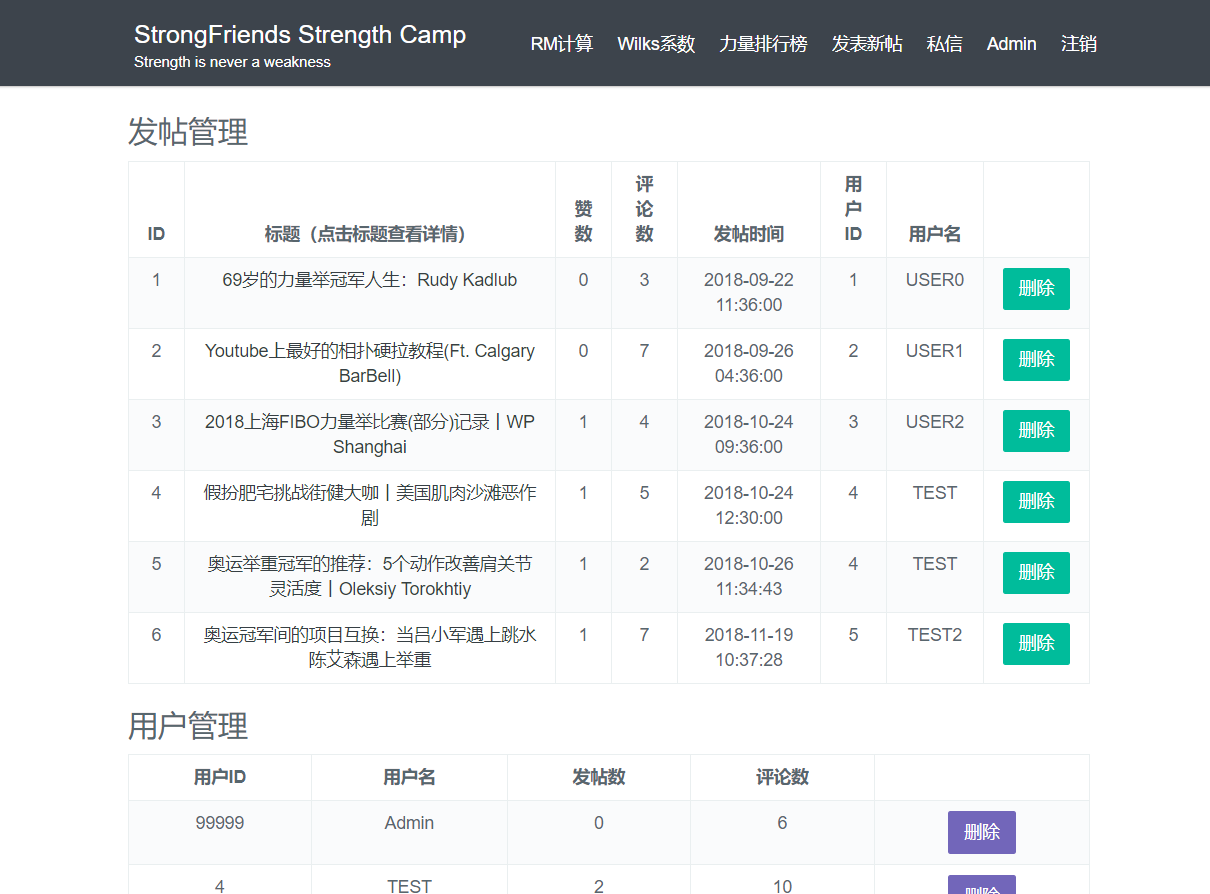 StrongFriends Strength Camp
Strength is never a weakness
RM计算 Wilks系数 力量排行榜 发表新帖 私信 Admin 注销
发帖管理
ID 标题（点击标题查看详情） 赞数 评论数 发帖时间 用户ID 用户名
1 69岁的力量举冠军人生：Rudy Kadlub 0 3 2018-09-22 1 USER0 删除
11:36:00
2 Youtube上最好的相扑硬拉教程(Ft. Calgary 0 7 2018-09-26 2 USER1 删除
BarBell) 04:36:00
3 2018上海FIBO力量举比赛(部分)记录丨WP 1 4 2018-10-24 3 USER2 删除
Shanghai 09:36:00
4 假扮肥宅挑战街健大咖丨美国肌肉沙滩恶作 1 5 2018-10-24 4 TEST 删除
剧 12:30:00
5 奥运举重冠军的推荐：5个动作改善肩关节 1 2 2018-10-26 4 TEST 删除
灵活度丨Oleksiy Torokhtiy 11:34:43
6 奥运冠军间的项目互换：当吕小军遇上跳水 1 7 2018-11-19 5 TEST2 删除
陈艾森遇上举重 10:37:28
用户管理
用户ID 用户名 发帖数 评论数
99999 Admin 0 6 删除
4 TEST 2 10 删除